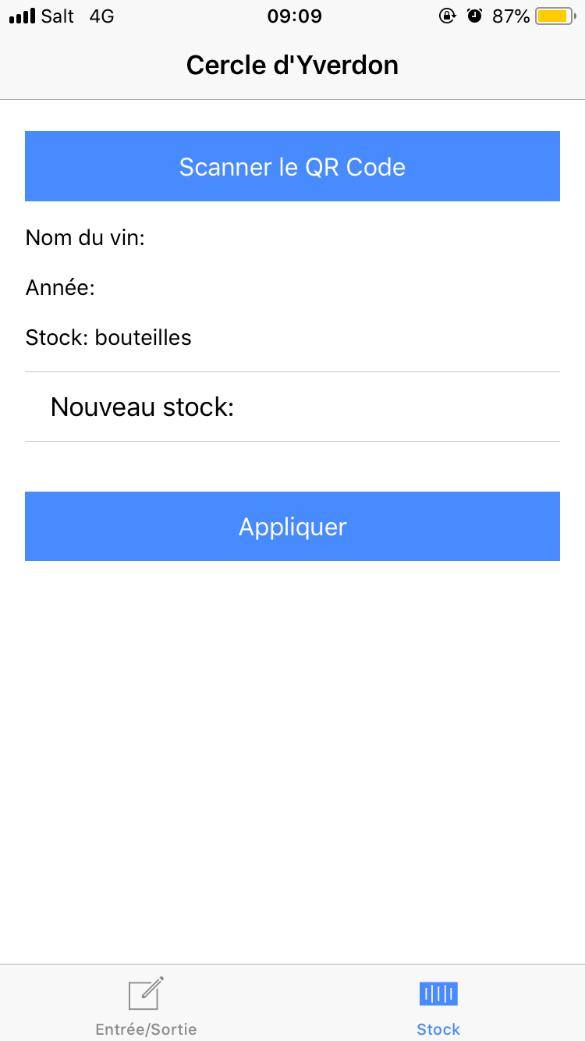 Salt 4G 09:09 87%
Cercle d'Yverdon
Scanner le QR Code
Nom du vin:
Année:
Stock: bouteilles
Nouveau stock:
Appliquer
Entrée/Sortie Stock